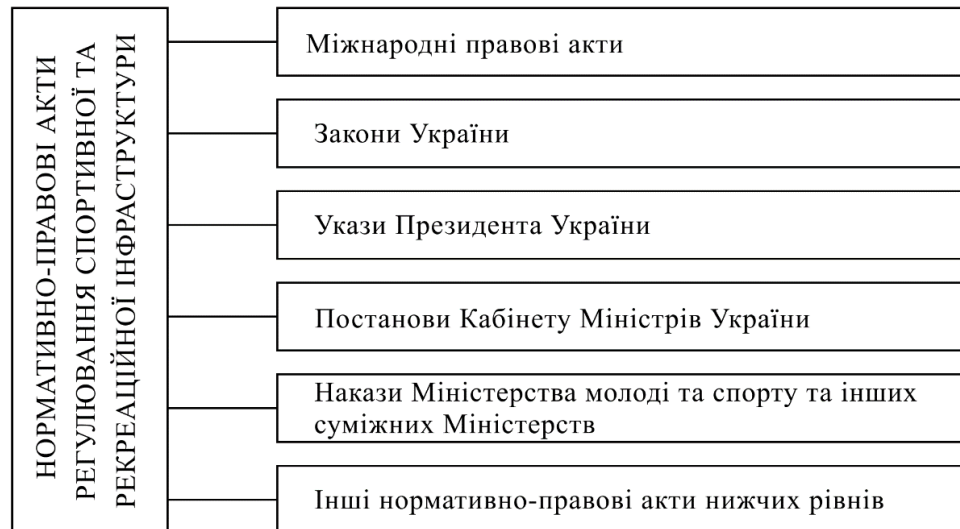 НОРМАТИВНО-ПРАВОВІ АКТИ
РЕГУЛЮВАННЯ СПОРТИВНОЇ ТА
РЕКРЕАЦІЙНОЇ ІНФРАСТРУКТУРИ
Міжнародні правові акти
Закони України
Укази Президента України
Постанови Кабінету Міністрів України
Накази Міністерства молоді та спорту та інших
суміжних Міністерств
Інші нормативно-правові акти нижчих рівнів